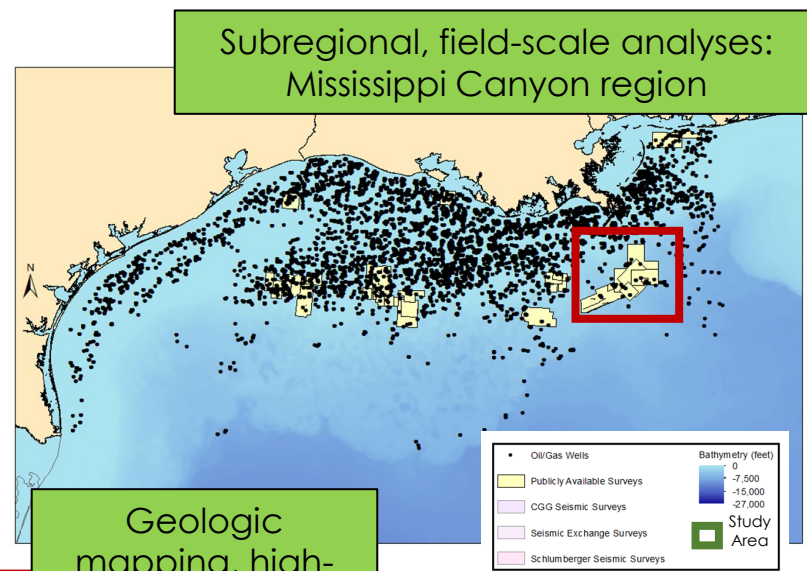 Subregional, field-scale analyses:
Mississippi Canyon region
N
Oil/Gas Wells
Publicly Available Surveys
CGG Seismic Surveys
Seismic Exchange Surveys
Schlumberger Seismic Surveys
Bathymetry (feet)
0
-7,500
-15,000
-27,000
Study
Area
Geologic
mapping, high-